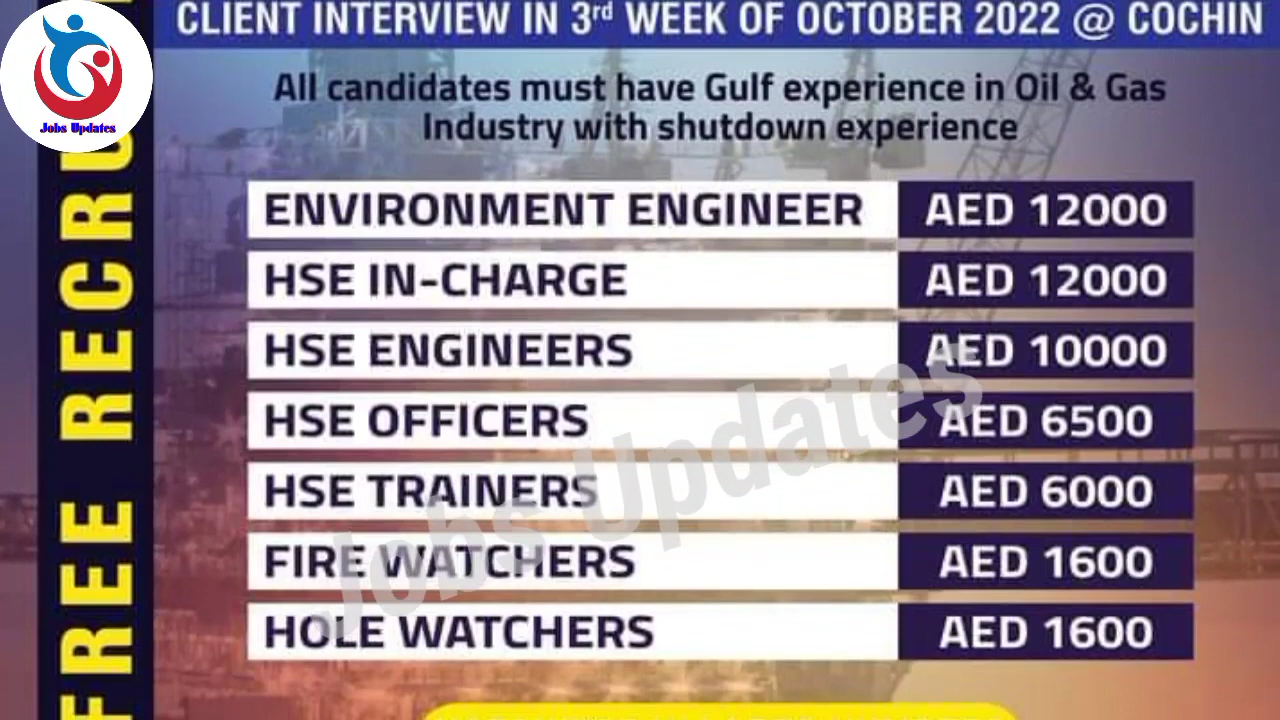 CLIENT INTERVIEW IN 3rd WEEK OF OCTOBER 2022 @ COCHIN
Jobs Updates
All candidates must have Gulf experience in Oil & Gas
Industry with shutdown experience
ENVIRONMENT ENGINEER AED 12000
HSE IN-CHARGE AED 12000
HSE ENGINEERS AED 10000
HSE OFFICERS AED 6500
HSE TRAINERS AED 6000
FIRE WATCHERS AED 1600
HOLE WATCHERS AED 1600
FREE
Jobs Updates